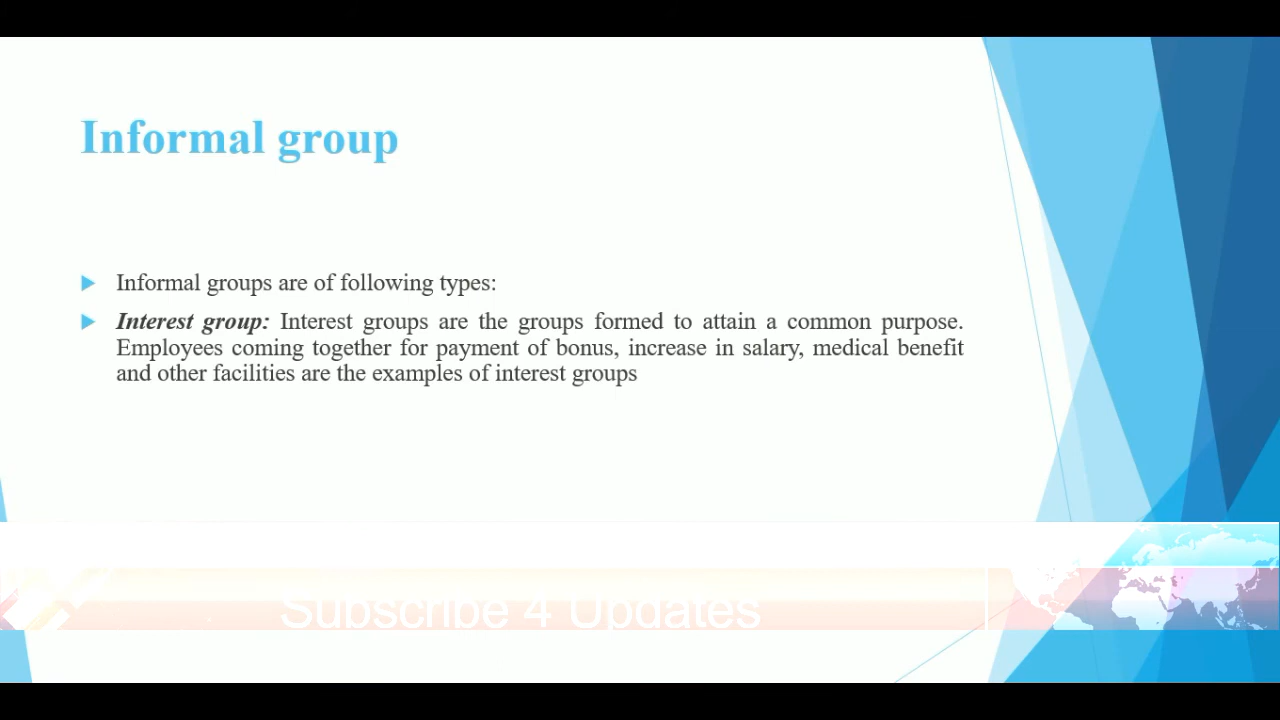 Informal group
Informal groups are of following types:
Interest group: Interest groups are the groups formed to attain a common purpose.
Employees coming together for payment of bonus, increase in salary, medical benefit
and other facilities are the examples of interest groups
Subscribe 4 Updates